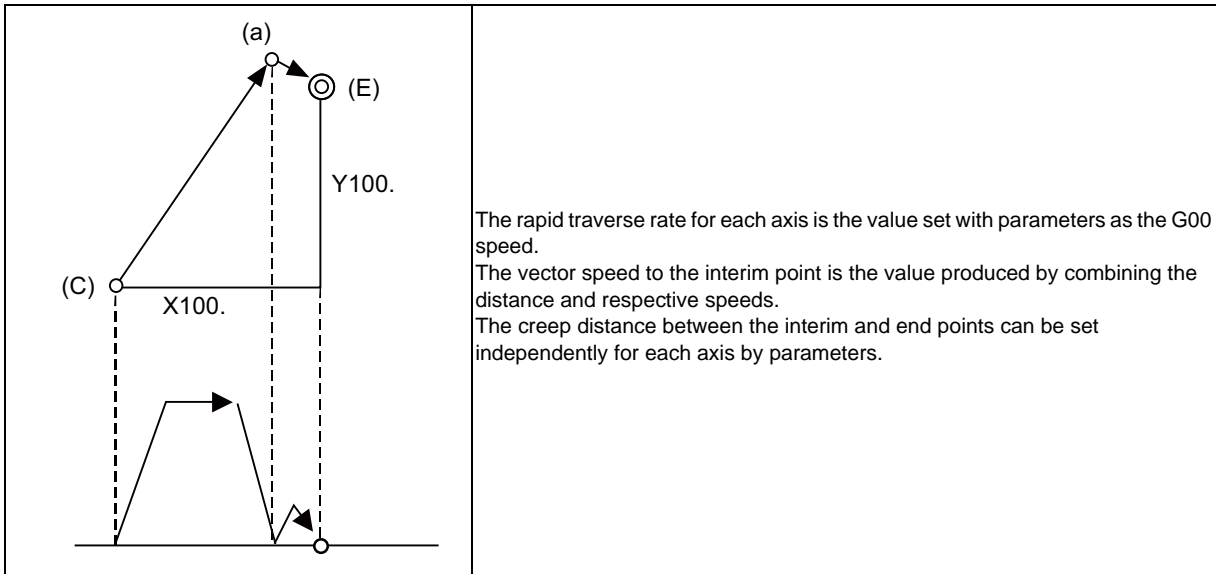 (a)
(E)
Y100.
(C)
X100.
The rapid traverse rate for each axis is the value set with parameters as the G00
speed.
The vector speed to the interim point is the value produced by combining the
distance and respective speeds.
The creep distance between the interim and end points can be set
independently for each axis by parameters.